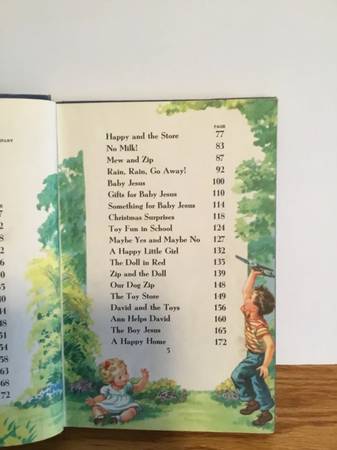 PAGE
Happy and the Store 77
No Milk! 83
Mew and Zip 87
Rain, Rain, Go Away! 92
Baby Jesus 100
Gifts for Baby Jesus 110
Something for Baby Jesus 114
Christmas Surprises 118
Toy Fun in School 124
Maybe Yes and Maybe No 127
A Happy Little Girl 132
The Doll in Red 135
Zip and the Doll 139
Our Dog Zip 148
The Toy Store 149
David and the Toys 156
Ann Helps David 160
The Boy Jesus 165
A Happy Home 172
5